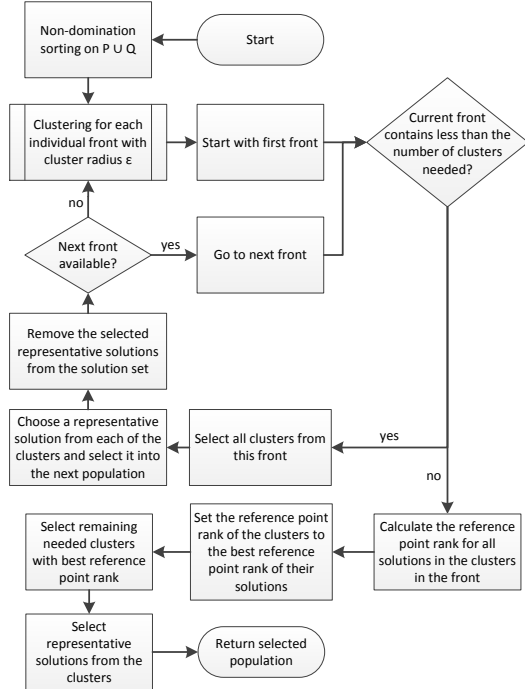 Non-domination
sorting on P U Q
Start
Clustering for each
individual front with
cluster radius ε
Start with first front
Current front
contains less than the
number of clusters
needed?
no
Next front
available?
yes
Go to next front
Remove the selected
representative solutions
from the solution set
Choose a representative
solution from each of the
clusters and select it into
the next population
Select all clusters from
this front
yes
no
Select remaining
needed clusters
with best reference
point rank
Set the reference point
rank of the clusters to
the best reference
point rank of their
solutions
Calculate the reference
point rank for all
solutions in the clusters
in the front
Select
representative
solutions from the
clusters
Return selected
population